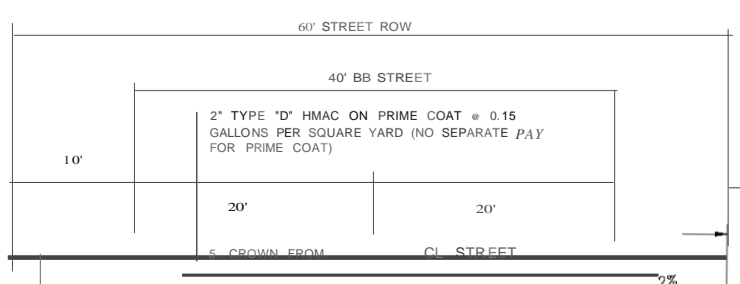 60' STREET ROW
40' BB STREET
2" TYPE "D" HMAC ON PRIME COAT @ 0.15
GALLONS PER SQUARE YARD (NO SEPARATE PAY
FOR PRIME COAT)
10'
20' 20'
5 CROWN FROM CL STREET
2%